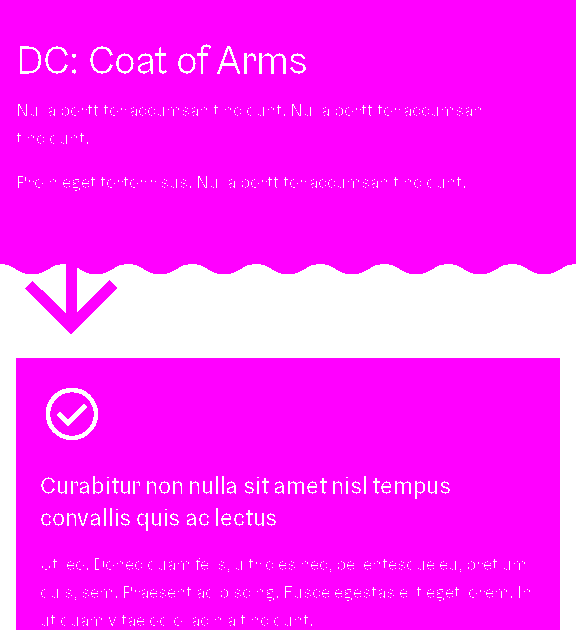 DC: Coat of Arms
Nulla porttitor accumsan tincidunt. Nulla porttitor accumsan
tincidunt.
Proin eget tortor risus. Nulla porttitor accumsan tincidunt.
Curabitur non nulla sit amet nisl tempus
convallis quis ac lectus
Ut leo. Donec quam felis, ultricies nec, pellentesque eu, pretium
quis, sem. Praesent adipiscing. Fusce egestas elit eget lorem. In
ut quam vitae odio lacinia tincidunt.